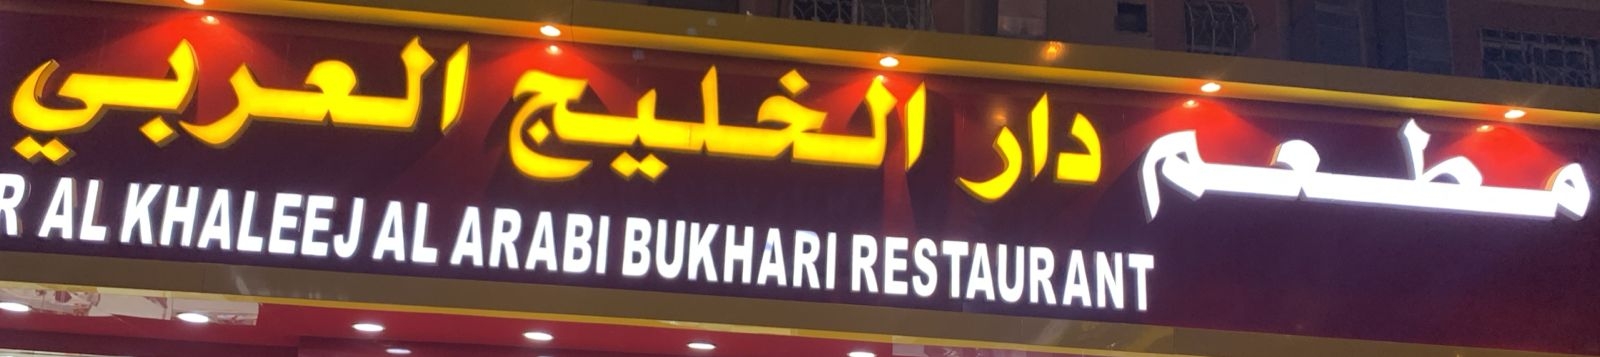 مطعم دار الخليج العربي
R AL KHALEEJ AL ARABI BUKHARI RESTAURANT